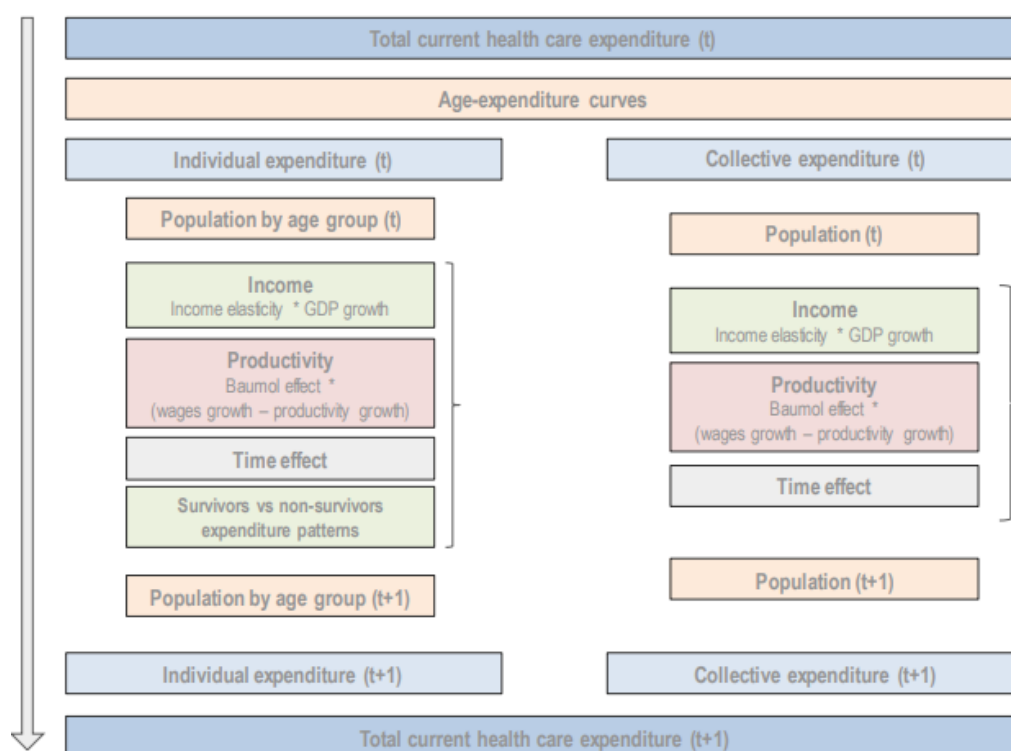 Total current health care expenditure (t)
Age-expenditure curves
Individual expenditure (t)
Population by age group (t)
Income
Income elasticity * GDP growth
Productivity
Baumol effect *
(wages growth – productivity growth)
Time effect
Survivors vs non-survivors
expenditure patterns
Population by age group (t+1)
Individual expenditure (t+1)
Collective expenditure (t)
Population (t)
Income
Income elasticity * GDP growth
Productivity
Baumol effect *
(wages growth – productivity growth)
Time effect
Population (t+1)
Collective expenditure (t+1)
Total current health care expenditure (t+1)